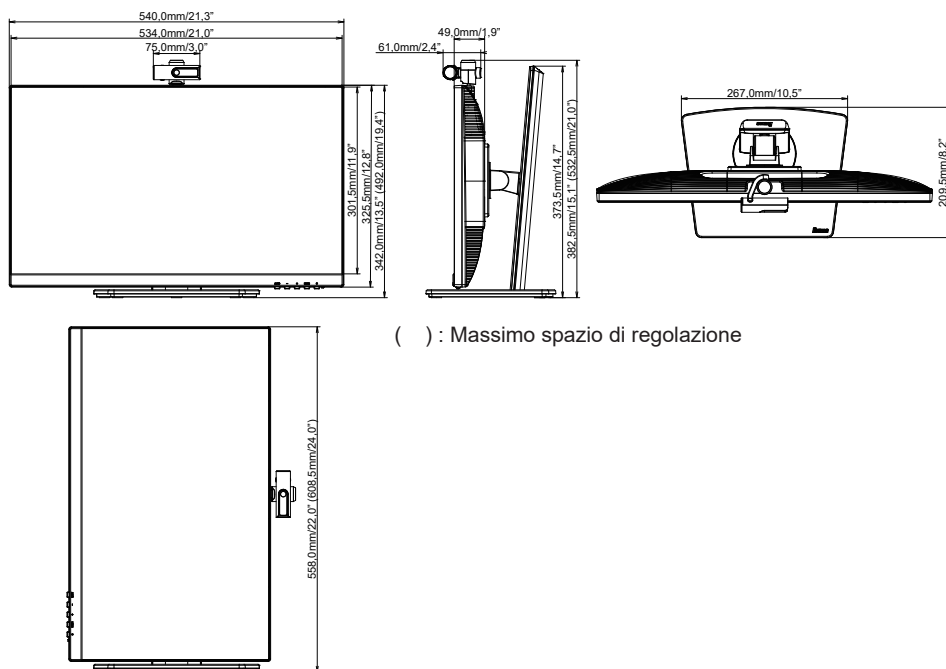 540,0mm/21,3”
534,0mm/21,0”
75,0mm/3,0”
301,5mm/11,9”
325,5mm/12,8”
342,0mm/13,5” (492,0mm/19,4”)
49,0mm/1,9”
61,0mm/2,4”
373,5mm/14,7”
382,5mm/15,1” (532,5mm/21,0”)
267,0mm/10,5”
209,5mm/8,2”
( ) : Massimo spazio di regolazione
558,0mm/22,0” (608,5mm/24,0”)